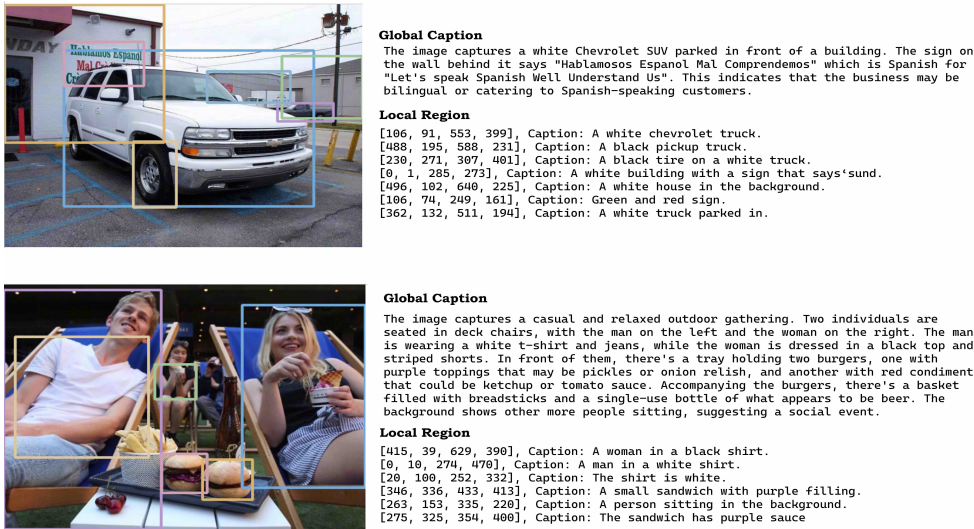 NDAY
Hablamos Espanol
Global Caption
The image captures a white Chevrolet SUV parked in front of a building. The sign on
the wall behind it says "Hablamosos Espanol Mal Comprendemos" which is Spanish for
"Let's speak Spanish Well Understand Us". This indicates that the business may be
bilingual or catering to Spanish-speaking customers.
Local Region
[106, 91, 553, 399], Caption: A white chevrolet truck.
[488, 195, 588, 231], Caption: A black pickup truck.
[230, 271, 307, 401], Caption: A black tire on a white truck.
[0, 1, 285, 273], Caption: A white building with a sign that says‘sund.
[496, 102, 640, 225], Caption: A white house in the background.
[106, 74, 249, 161], Caption: Green and red sign.
[362, 132, 511, 194], Caption: A white truck parked in.
Global Caption
The image captures a casual and relaxed outdoor gathering. Two individuals are
seated in deck chairs, with the man on the left and the woman on the right. The man
is wearing a white t-shirt and jeans, while the woman is dressed in a black top and
striped shorts. In front of them, there's a tray holding two burgers, one with
purple toppings that may be pickles or onion relish, and another with red condiment
that could be ketchup or tomato sauce. Accompanying the burgers, there's a basket
filled with breadsticks and a single-use bottle of what appears to be beer. The
background shows other more people sitting, suggesting a social event.
Local Region
[415, 39, 629, 390], Caption: A woman in a black shirt.
[0, 10, 274, 470], Caption: A man in a white shirt.
[20, 100, 252, 332], Caption: The shirt is white.
[346, 336, 433, 413], Caption: A small sandwich with purple filling.
[263, 153, 335, 220], Caption: A person sitting in the background.
[275, 325, 354, 400], Caption: The sandwich has purple sauce